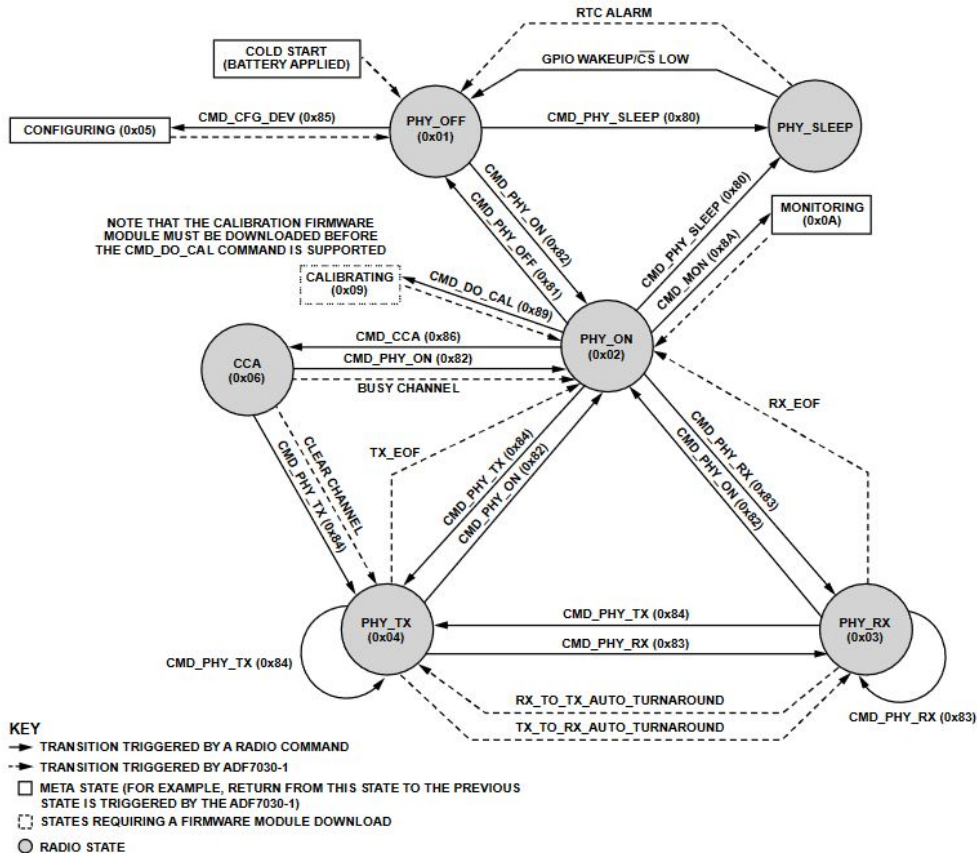 RTC ALARM
COLD START
(BATTERY APPLIED)
GPIO WAKEUP/CS LOW
CONFIGURING (0x05)
CMD_CFG_DEV (0x85)
PHY_OFF
(0x01)
CMD_PHY_SLEEP (0x80)
PHY_SLEEP
CMD_PHY_ON (0x82)
CMD_PHY_OFF (0x81)
CMD_PHY_SLEEP (0x80)
CMD_MON (0x8A)
MONITORING
(0x0A)
NOTE THAT THE CALIBRATION FIRMWARE
MODULE MUST BE DOWNLOADED BEFORE
THE CMD_DO_CAL COMMAND IS SUPPORTED
CALIBRATING
(0x09)
CMD_DO_CAL (0x89)
CMD_CCA (0x86)
PHY_ON
(0x02)
CCA
(0x06)
CMD_PHY_ON (0x82)
BUSY CHANNEL
RX_EOF
TX_EOF
CLEAR CHANNEL
CMD_PHY_TX (0x84)
CMD_PHY_TX (0x84)
CMD_PHY_ON (0x82)
CMD_PHY_RX (0x83)
CMD_PHY_ON (0x82)
PHY_TX
(0x04)
CMD_PHY_TX (0x84)
CMD_PHY_RX (0x83)
PHY_RX
(0x03)
CMD_PHY_TX (0x84)
RX_TO_TX_AUTO_TURNAROUND
TX_TO_RX_AUTO_TURNAROUND
CMD_PHY_RX (0x83)
KEY
TRANSITION TRIGGERED BY A RADIO COMMAND
TRANSITION TRIGGERED BY ADF7030-1
META STATE (FOR EXAMPLE, RETURN FROM THIS STATE TO THE PREVIOUS
STATE IS TRIGGERED BY THE ADF7030-1)
STATES REQUIRING A FIRMWARE MODULE DOWNLOAD
RADIO STATE